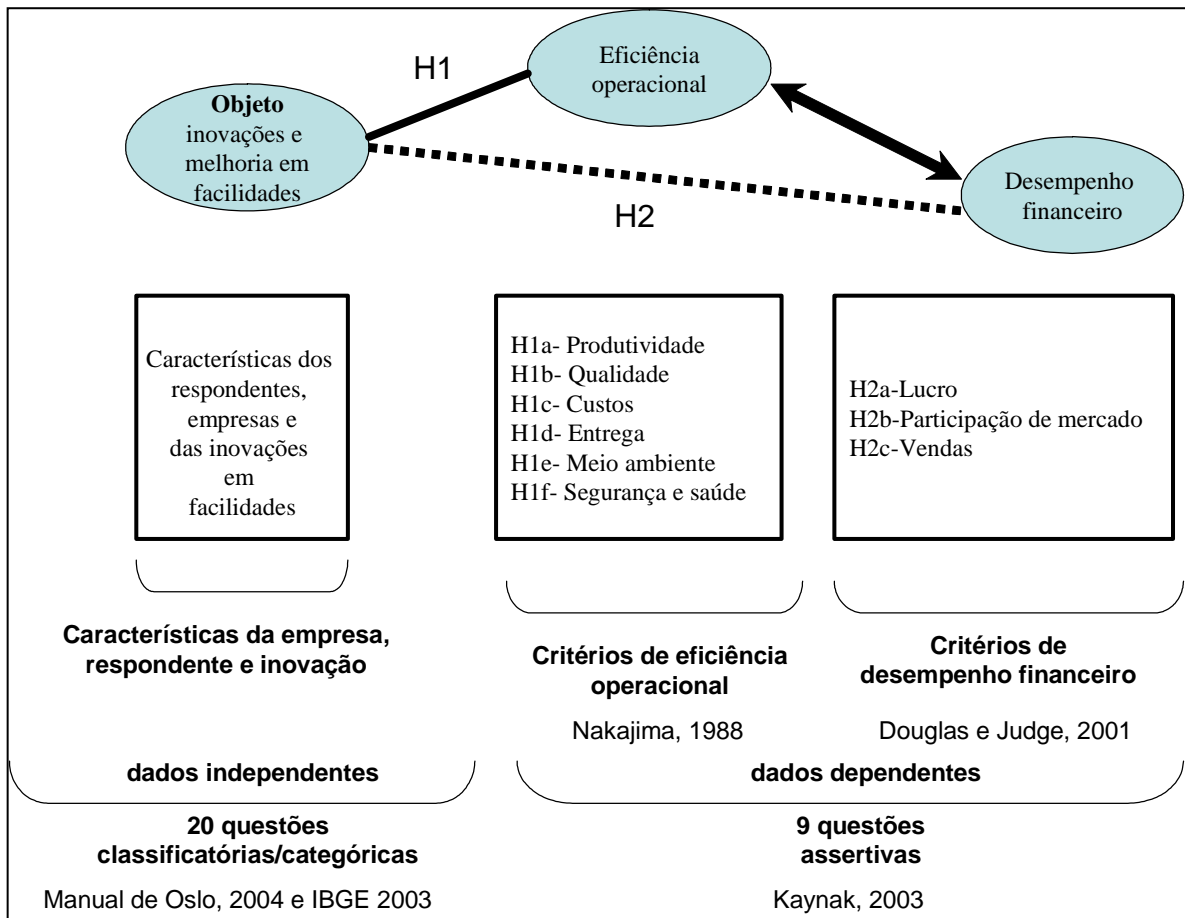 H1
Eficiência
operacional
Objeto
inovações e
melhoria em
facilidades
H2
Desempenho
financeiro
Característícas dos
respondentes,
empresas e
das inovações
em
facilidades
H1a- Produtividade
H1b- Qualidade
H1c- Custos
H1d- Entrega
H1e- Meio ambiente
H1f- Segurança e saúde
H2a-Lucro
H2b-Participação de mercado
H2c-Vendas
Característícas da empresa,
respondente e inovação
Critérios de eficiência
operacional
Nakajima, 1988
Critérios de
desempenho financeiro
Douglas e Judge, 2001
dados independentes
20 questões
classificatórias/categóricas
Manual de Oslo, 2004 e IBGE 2003
dados dependentes
9 questões
assertivas
Kaynak, 2003